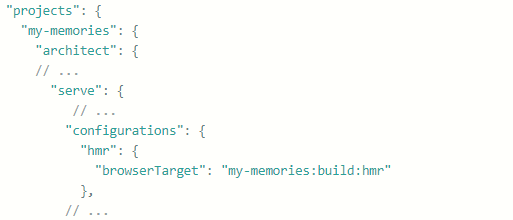 "projects": {
"my-memories": {
"architect": {
// ...
"serve": {
// ...
"configurations": {
"hmr": {
"browserTarget": "my-memories:build:hmr"
},
// ...